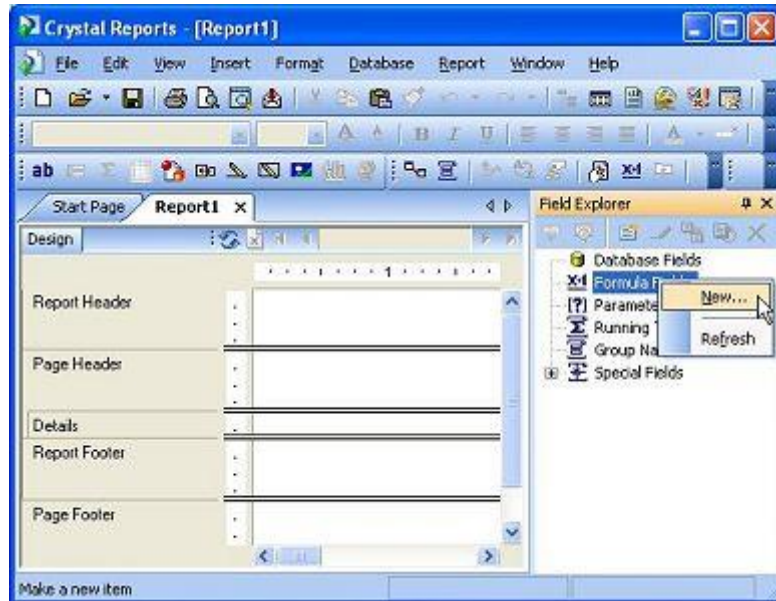 Crystal Reports - [Report1]
File Edit View Insert Format Database Report Window Help
ab
Start Page Report1 x
Design
1
Report Header
Page Header
Details
Report Footer
Page Footer
Field Explorer
Database Fields
Formula
New...
Refresh
Running
Group Na
Special Fields
Make a new item